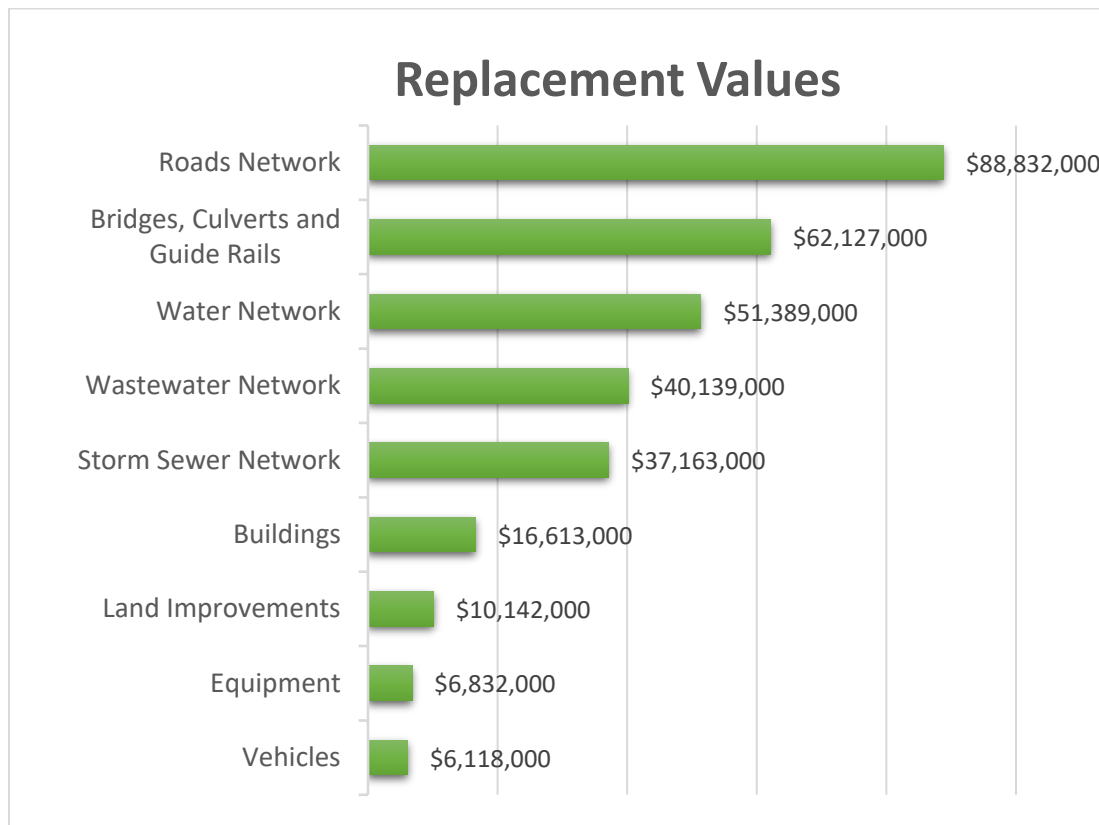 Replacement Values
Roads Network
$88,832,000
Bridges, Culverts and
Guide Rails
$62,127,000
Water Network
$51,389,000
Wastewater Network
$40,139,000
Storm Sewer Network
$37,163,000
Buildings
$16,613,000
Land Improvements
$10,142,000
Equipment
$6,832,000
Vehicles
$6,118,000